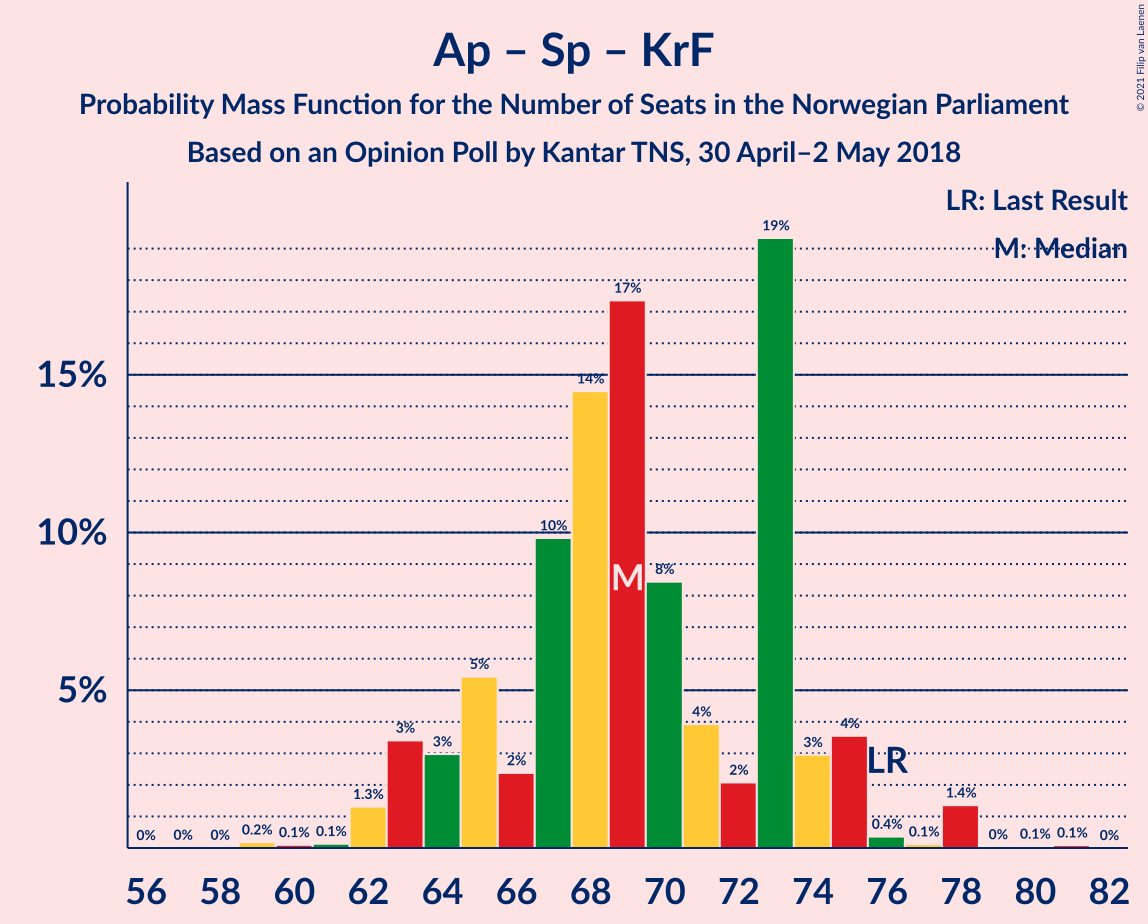 Ap – Sp – KrF
Probability Mass Function for the Number of Seats in the Norwegian Parliament
Based on an Opinion Poll by Kantar TNS, 30 April–2 May 2018
© 2021 Filip van Laenen
LR: Last Result
M: Median
15%
10%
5%
0% 0% 0% 0.2% 0.1% 0.1% 1.3% 3% 3% 5% 2% 10% 14% 17% 8% 4% 2% 19% 3% 4% 0.4% 0.1% 1.4% 0% 0.1% 0.1% 0%
M
LR
56 58 60 62 64 66 68 70 72 74 76 78 80 82